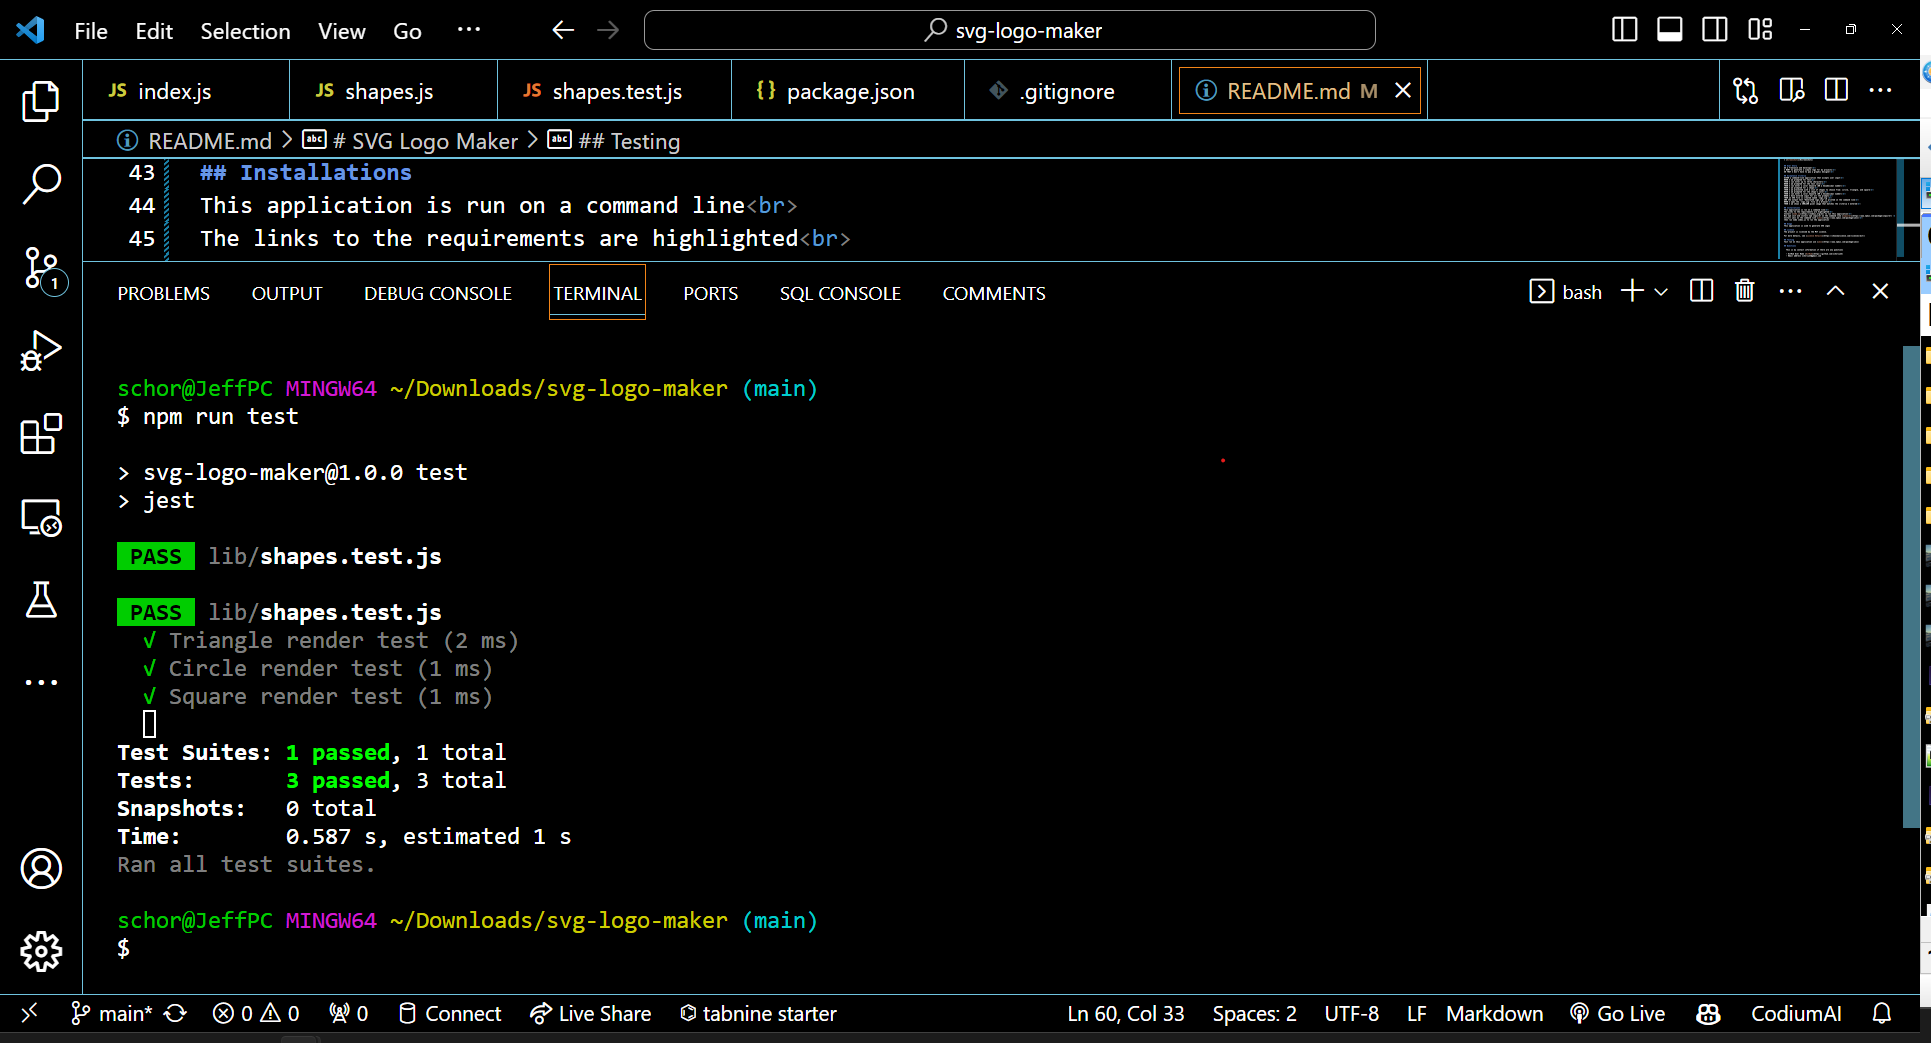 File Edit Selection View Go ··· svg-logo-maker
JS index.js JS shapes.js JS shapes.test.js {} package.json .gitignore README.md M
README.md > # SVG Logo Maker > ## Testing
43 ## Installations
44 This application is run on a command line<br>
45 The links to the requirements are highlighted<br>
PROBLEMS OUTPUT DEBUG CONSOLE TERMINAL PORTS SQL CONSOLE COMMENTS bash
1
schor@JeffPC MINGW64 ~/Downloads/svg-logo-maker (main)
$ npm run test
> svg-logo-maker@1.0.0 test
> jest
PASS lib/shapes.test.js
PASS lib/shapes.test.js
√ Triangle render test (2 ms)
√ Circle render test (1 ms)
√ Square render test (1 ms)
Test Suites: 1 passed, 1 total
Tests: 3 passed, 3 total
Snapshots: 0 total
Time: 0.587 s, estimated 1 s
Ran all test suites.
schor@JeffPC MINGW64 ~/Downloads/svg-logo-maker (main)
$
main* 0 0 0 Connect Live Share tabnine starter Ln 60, Col 33 Spaces: 2 UTF-8 LF Markdown Go Live CodiumAI